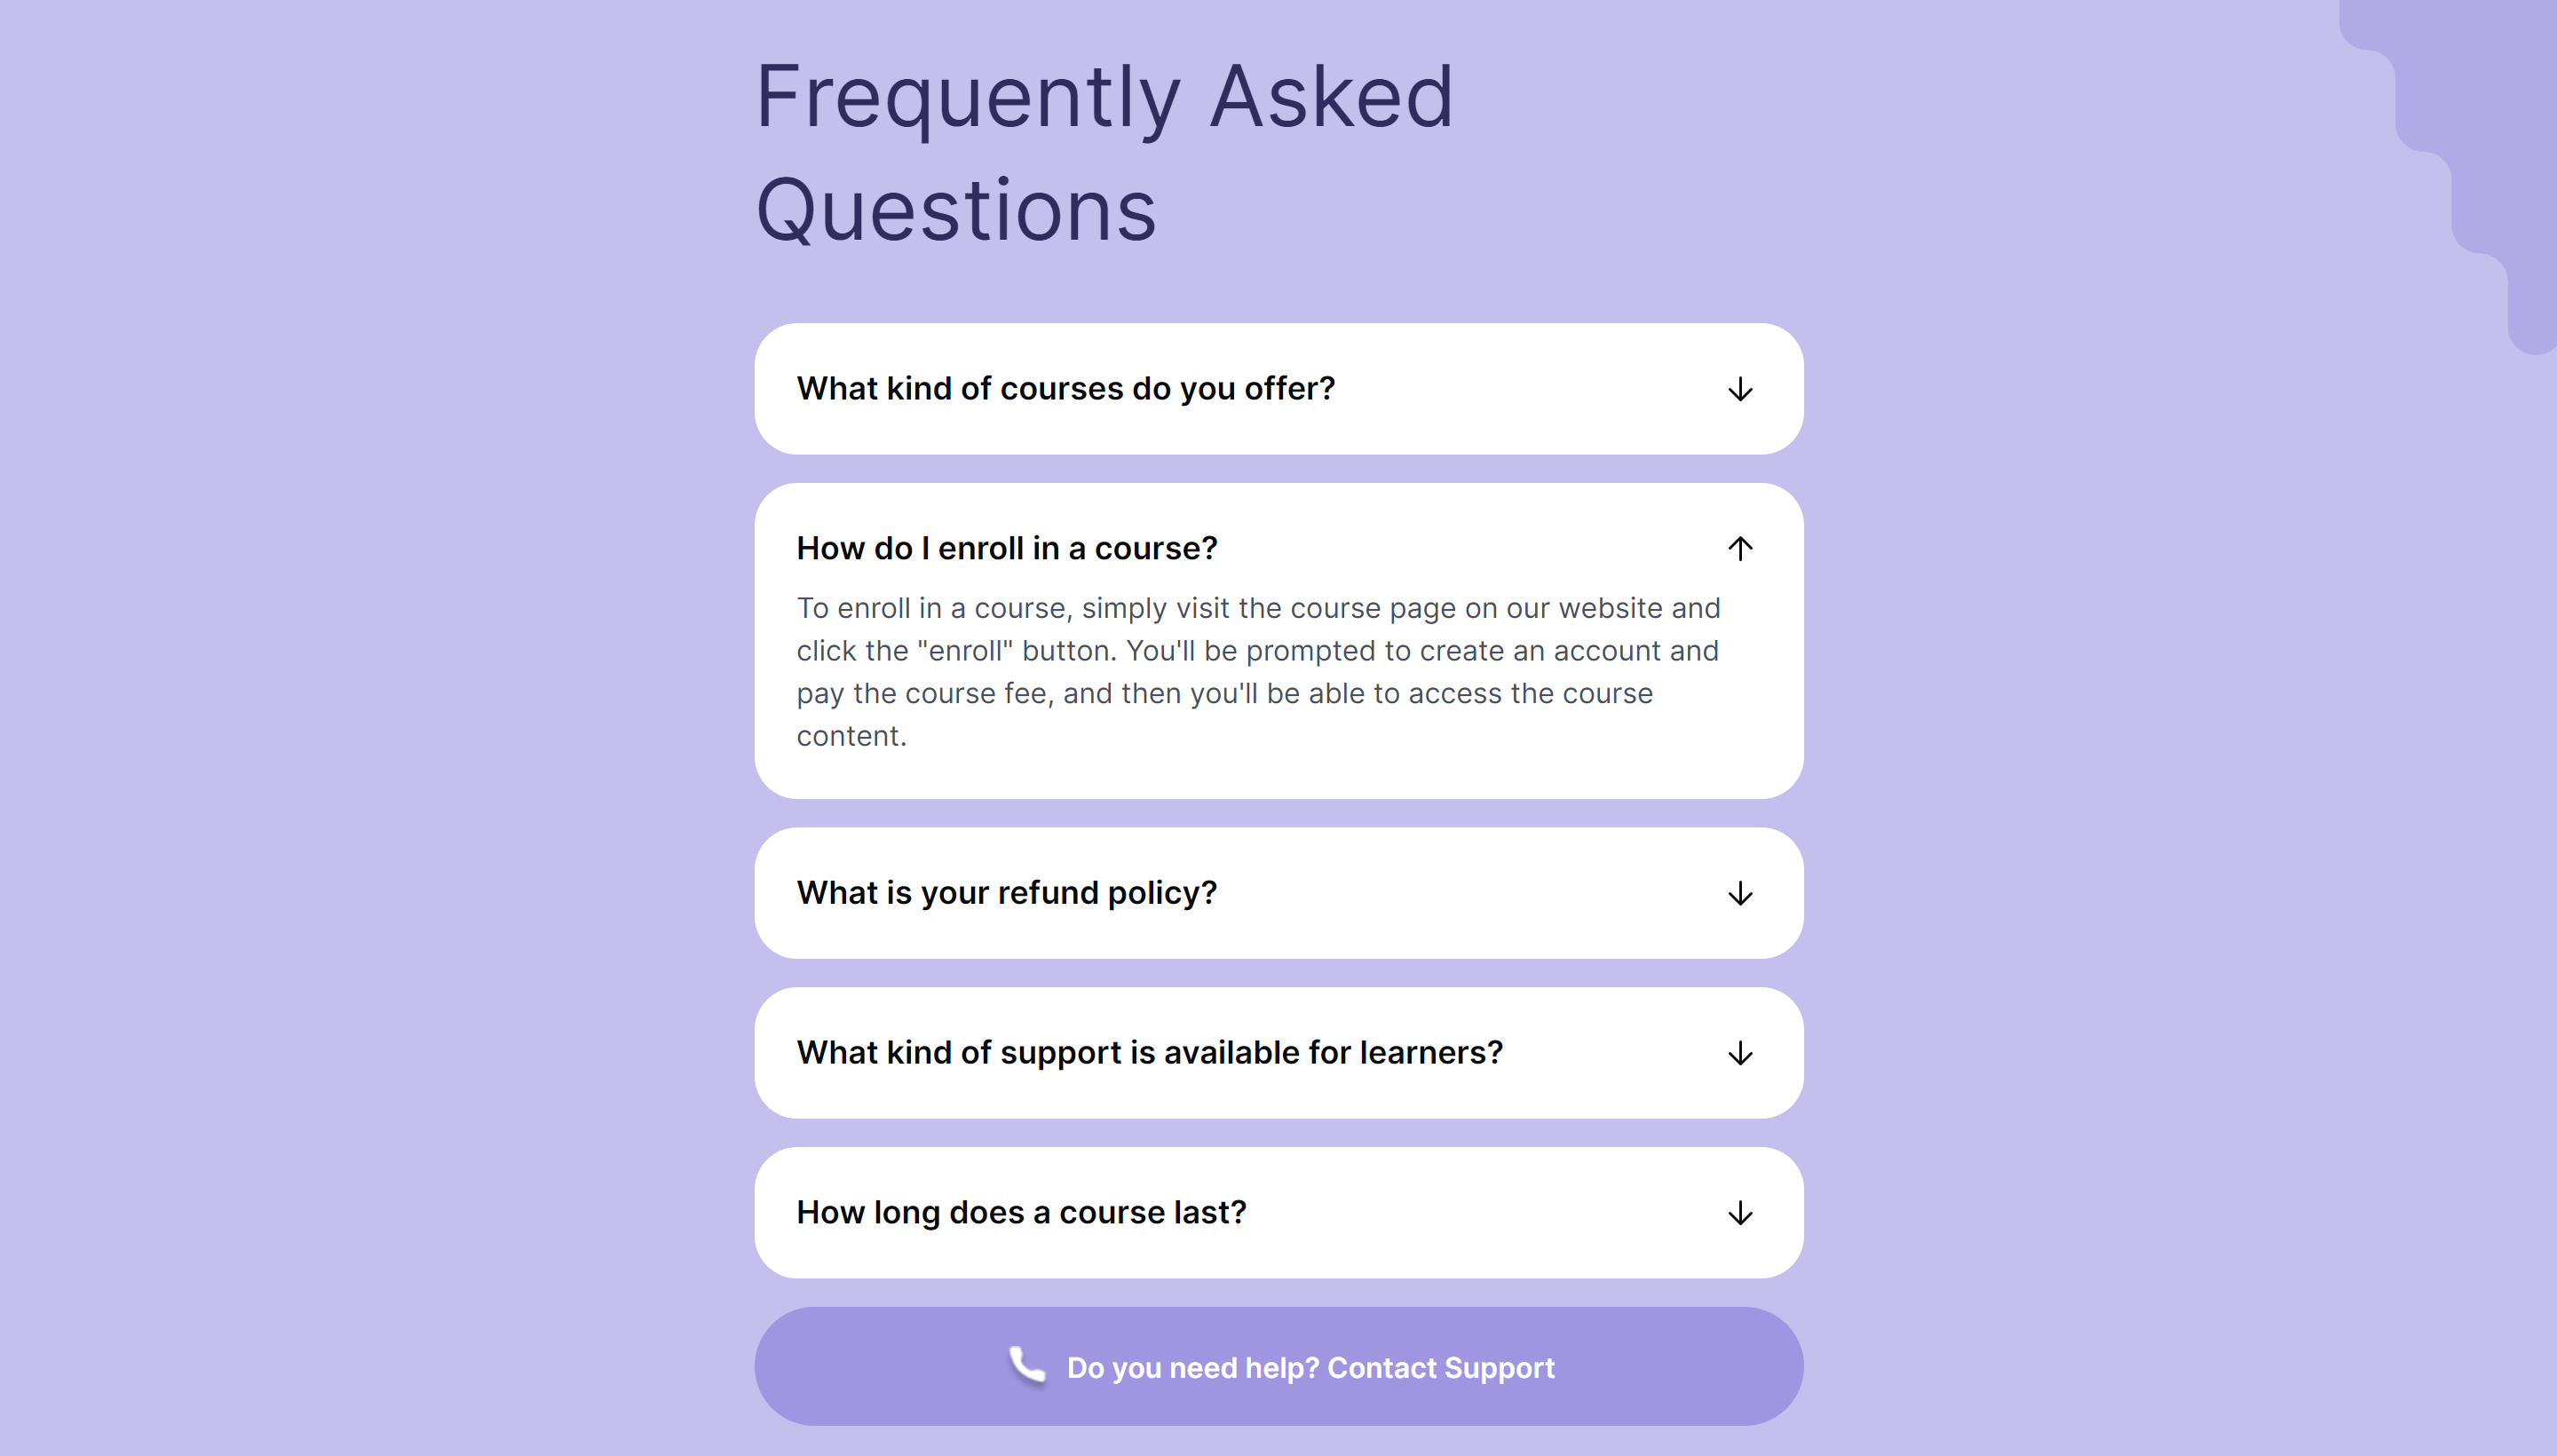 Frequently Asked
Questions
What kind of courses do you offer?
How do I enroll in a course?
To enroll in a course, simply visit the course page on our website and
click the "enroll" button. You'll be prompted to create an account and
pay the course fee, and then you'll be able to access the course
content.
What is your refund policy?
What kind of support is available for learners?
How long does a course last?
Do you need help? Contact Support